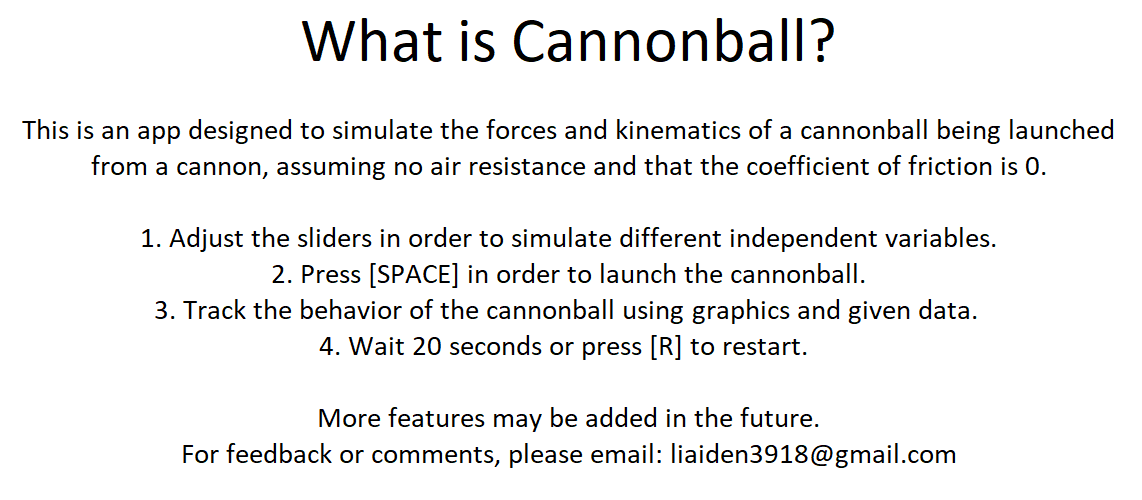 What is Cannonball?
This is an app designed to simulate the forces and kinematics of a cannonball being launched
from a cannon, assuming no air resistance and that the coefficient of friction is 0.
1. Adjust the sliders in order to simulate different independent variables.
2. Press [SPACE] in order to launch the cannonball.
3. Track the behavior of the cannonball using graphics and given data.
4. Wait 20 seconds or press [R] to restart.
More features may be added in the future.
For feedback or comments, please email: liaiden3918@gmail.com